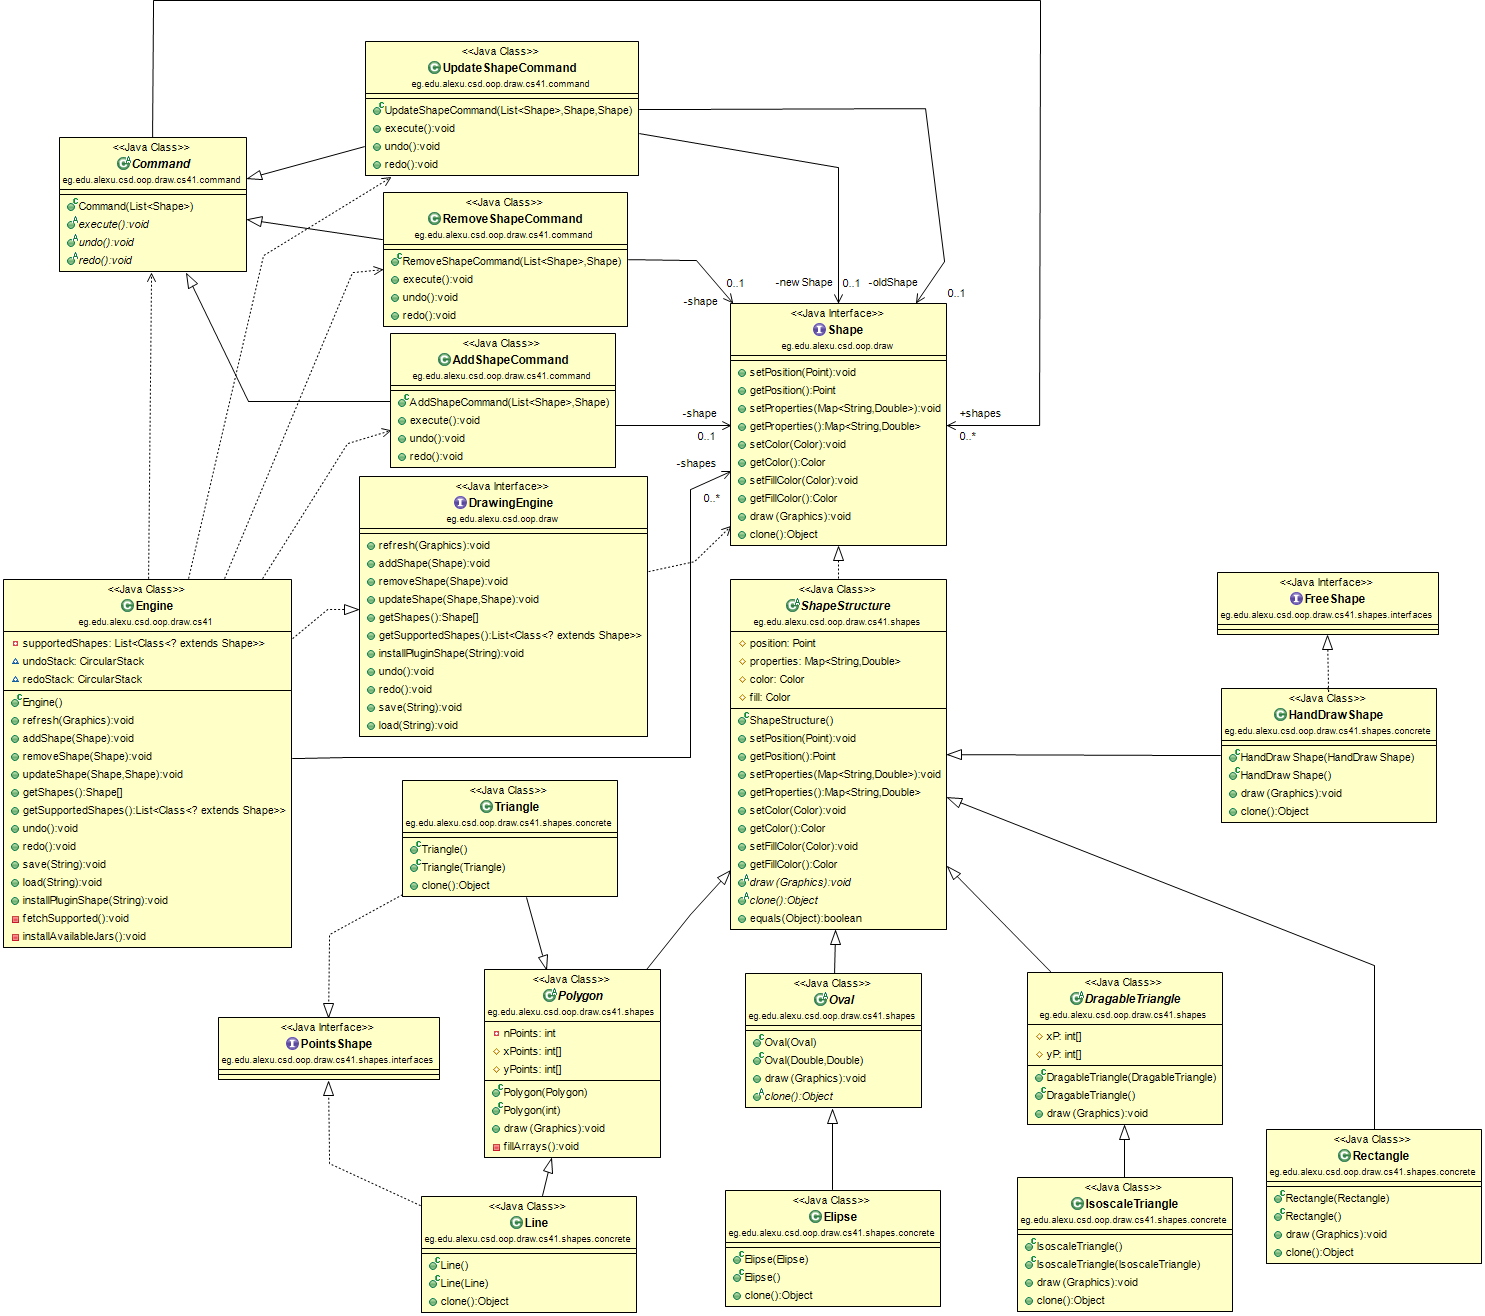 <<Java Class>>
UpdateShapeCommand
eg.edu.alexu.csd.oop.draw.cs41.command
UpdateShapeCommand(List<Shape>,Shape,Shape)
execute():void
undo():void
redo():void
<<Java Class>>
Command
eg.edu.alexu.csd.oop.draw.cs41.command
Command(List<Shape>)
execute():void
undo():void
redo():void
<<Java Class>>
RemoveShapeCommand
eg.edu.alexu.csd.oop.draw.cs41.command
RemoveShapeCommand(List<Shape>,Shape)
execute():void
undo():void
redo():void
<<Java Class>>
AddShapeCommand
eg.edu.alexu.csd.oop.draw.cs41.command
AddShapeCommand(List<Shape>,Shape)
execute():void
undo():void
redo():void
-shape
0..1
-newShape
0..1
-oldShape
0..1
-shape
0..1
-shapes
0..*
+shapes
0..*
<<Java Interface>>
Shape
eg.edu.alexu.csd.oop.draw
setPosition(Point):void
getPosition():Point
setProperties(Map<String,Double>):void
getProperties():Map<String,Double>
setColor(Color):void
getColor():Color
setFillColor(Color):void
getFillColor():Color
draw(Graphics):void
clone():Object
<<Java Interface>>
DrawingEngine
eg.edu.alexu.csd.oop.draw
refresh(Graphics):void
addShape(Shape):void
removeShape(Shape):void
updateShape(Shape,Shape):void
getShapes():Shape[]
getSupportedShapes():List<Class<? extends Shape>>
installPluginShape(String):void
undo():void
redo():void
save(String):void
load(String):void
<<Java Class>>
Engine
eg.edu.alexu.csd.oop.draw.cs41
supportedShapes: List<Class<? extends Shape>>
undoStack: CircularStack
redoStack: CircularStack
Engine()
refresh(Graphics):void
addShape(Shape):void
removeShape(Shape):void
updateShape(Shape,Shape):void
getShapes():Shape[]
getSupportedShapes():List<Class<? extends Shape>>
undo():void
redo():void
save(String):void
load(String):void
installPluginShape(String):void
fetchSupported():void
installAvailableJars():void
<<Java Class>>
ShapeStructure
eg.edu.alexu.csd.oop.draw.cs41.shapes
position: Point
properties: Map<String,Double>
color: Color
fill: Color
ShapeStructure()
setPosition(Point):void
getPosition():Point
setProperties(Map<String,Double>):void
getProperties():Map<String,Double>
setColor(Color):void
getColor():Color
setFillColor(Color):void
getFillColor():Color
draw(Graphics):void
clone():Object
equals(Object):boolean
<<Java Interface>>
FreeShape
eg.edu.alexu.csd.oop.draw.cs41.shapes.interfaces
<<Java Class>>
HandDrawShape
eg.edu.alexu.csd.oop.draw.cs41.shapes.concrete
HandDrawShape(HandDrawShape)
HandDrawShape()
draw(Graphics):void
clone():Object
<<Java Class>>
Triangle
eg.edu.alexu.csd.oop.draw.cs41.shapes.concrete
Triangle()
Triangle(Triangle)
clone():Object
<<Java Interface>>
PointsShape
eg.edu.alexu.csd.oop.draw.cs41.shapes.interfaces
<<Java Class>>
Polygon
eg.edu.alexu.csd.oop.draw.cs41.shapes
nPoints: int
xPoints: int[]
yPoints: int[]
Polygon(Polygon)
Polygon(int)
draw(Graphics):void
fillArrays():void
<<Java Class>>
Oval
eg.edu.alexu.csd.oop.draw.cs41.shapes
Oval(Oval)
Oval(Double,Double)
draw(Graphics):void
clone():Object
<<Java Class>>
DragableTriangle
eg.edu.alexu.csd.oop.draw.cs41.shapes
xP: int[]
yP: int[]
DragableTriangle(DragableTriangle)
DragableTriangle()
draw(Graphics):void
<<Java Class>>
Rectangle
eg.edu.alexu.csd.oop.draw.cs41.shapes.concrete
Rectangle(Rectangle)
Rectangle()
draw(Graphics):void
clone():Object
<<Java Class>>
Line
eg.edu.alexu.csd.oop.draw.cs41.shapes.concrete
Line()
Line(Line)
clone():Object
<<Java Class>>
Elipse
eg.edu.alexu.csd.oop.draw.cs41.shapes.concrete
Elipse(Elipse)
Elipse()
clone():Object
<<Java Class>>
IsoscaleTriangle
eg.edu.alexu.csd.oop.draw.cs41.shapes.concrete
IsoscaleTriangle()
IsoscaleTriangle(IsoscaleTriangle)
draw(Graphics):void
clone():Object